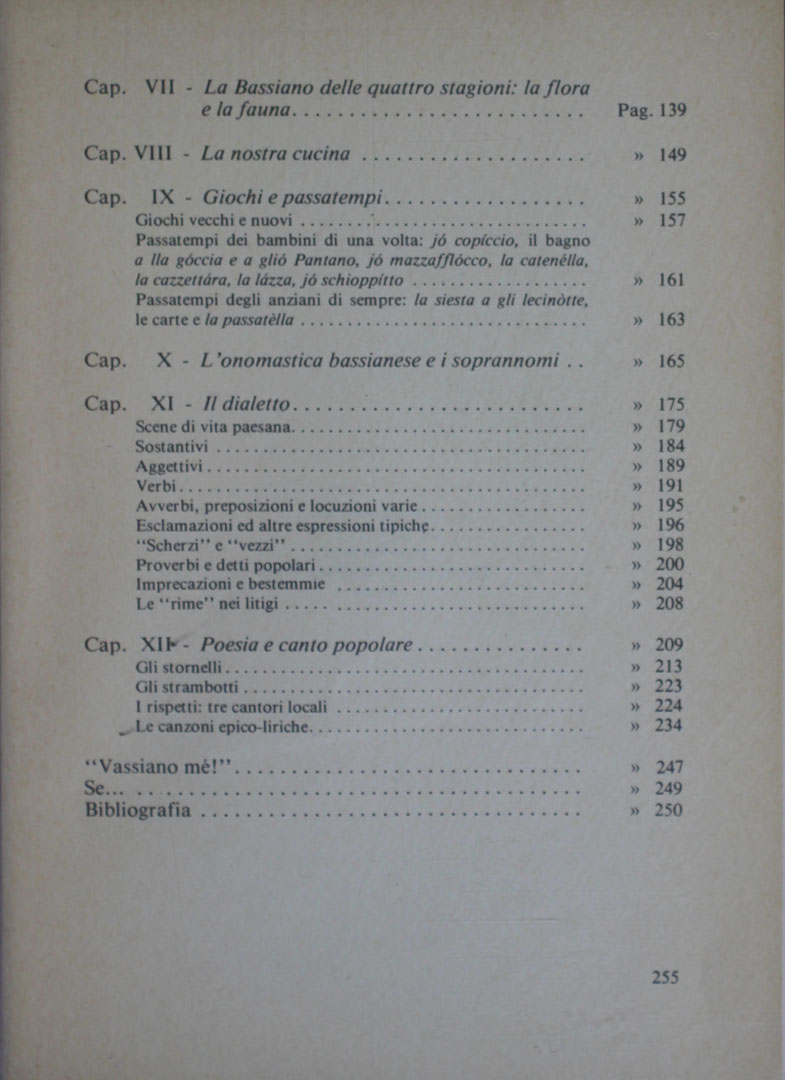 Cap. VII - La Bassiano delle quattro stagioni: la flora
e la fauna. . . . . . . . . . . . . . . . . . . . . . . . . . Pag. 139
Cap. VIII - La nostra cucina . . . . . . . . . . . . . . . . . . . . » 149
Cap. IX - Giochi e passatempi. . . . . . . . . . . . . . . . . . » 155
Giochi vecchi e nuovi . . . . . . . . . . . . . . . . . . . . . . . . . . . » 157
Passatempi dei bambini di una volta: jó copíccio, il bagno
a lla góccia e a glió Pantano, jó mazzafflócco, la catenélla,
la cazzettára, la lázza, jó schioppítto . . . . . . . . . . . . . . . . » 161
Passatempi degli anziani di sempre: la siesta a gli lecinòtte,
le carte e la passatèlla . . . . . . . . . . . . . . . . . . . . . . . . . . . » 163
Cap. X - L'onomastica bassianese e i soprannomi . . » 165
Cap. XI - Il dialetto. . . . . . . . . . . . . . . . . . . . . . . . . . » 175
Scene di vita paesana. . . . . . . . . . . . . . . . . . . . . . . . . . . . » 179
Sostantivi . . . . . . . . . . . . . . . . . . . . . . . . . . . . . . . . . . . » 184
Aggettivi . . . . . . . . . . . . . . . . . . . . . . . . . . . . . . . . . . . . » 189
Verbi. . . . . . . . . . . . . . . . . . . . . . . . . . . . . . . . . . . . . . . » 191
Avverbi, preposizioni e locuzioni varie . . . . . . . . . . . . . . . . » 195
Esclamazioni ed altre espressioni tipiche. . . . . . . . . . . . . . . » 196
"Scherzi" e "vezzi" . . . . . . . . . . . . . . . . . . . . . . . . . . . . » 198
Proverbi e detti popolari . . . . . . . . . . . . . . . . . . . . . . . . . » 200
Imprecazioni e bestemmie . . . . . . . . . . . . . . . . . . . . . . . . » 204
Le "rime" nei litigi . . . . . . . . . . . . . . . . . . . . . . . . . . . . . » 208
Cap. XII - Poesia e canto popolare . . . . . . . . . . . . . . . » 209
Gli stornelli . . . . . . . . . . . . . . . . . . . . . . . . . . . . . . . . . . » 213
Gli strambotti . . . . . . . . . . . . . . . . . . . . . . . . . . . . . . . . » 223
I rispetti: tre cantori locali . . . . . . . . . . . . . . . . . . . . . . . . » 224
Le canzoni epico-liriche. . . . . . . . . . . . . . . . . . . . . . . . . . » 234
"Vassiano mé!". . . . . . . . . . . . . . . . . . . . . . . . . . . . . . . » 247
Se... . . . . . . . . . . . . . . . . . . . . . . . . . . . . . . . . . . . . . . . » 249
Bibliografia . . . . . . . . . . . . . . . . . . . . . . . . . . . . . . . . . . » 250
255